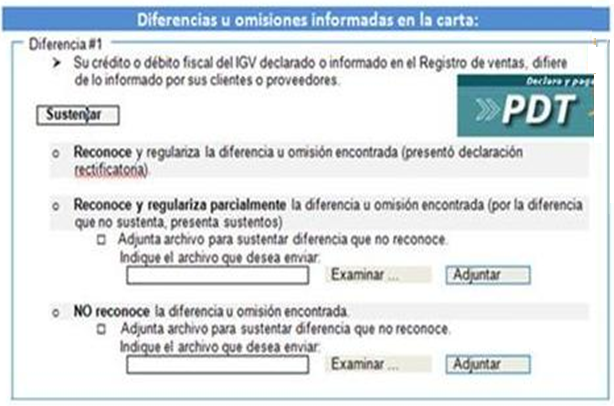 Diferencias u omisiones informadas en la carta:
Diferencia #1
Su crédito o débito fiscal del IGV declarado o informado en el Registro de ventas, difiere
de lo informado por sus clientes o proveedores.
Declara y paga
PDT
Sustentar
Reconoce y regulariza la diferencia u omisión encontrada (presentó declaración
rectificatoria)
Reconoce y regulariza parcialmente la diferencia u omisión encontrada (por la diferencia
que no sustenta, presenta sustentos)
Adjunta archivo para sustentar diferencia que no reconoce.
Indique el archivo que desea enviar:
Examinar ... Adjuntar
NO reconoce la diferencia u omisión encontrada.
Adjunta archivo para sustentar diferencia que no reconoce.
Indique el archivo que desea enviar:
Examinar ... Adjuntar